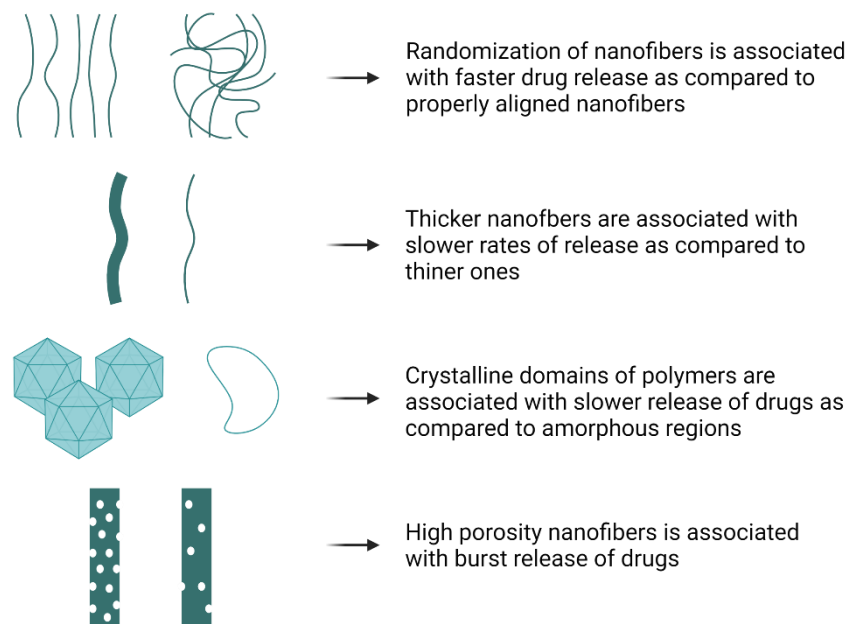 Randomization of nanofibers is associated
with faster drug release as compared to
properly aligned nanofibers
Thicker nanofbers are associated with
slower rates of release as compared to
thiner ones
Crystalline domains of polymers are
associated with slower release of drugs as
compared to amorphous regions
High porosity nanofibers is associated
with burst release of drugs